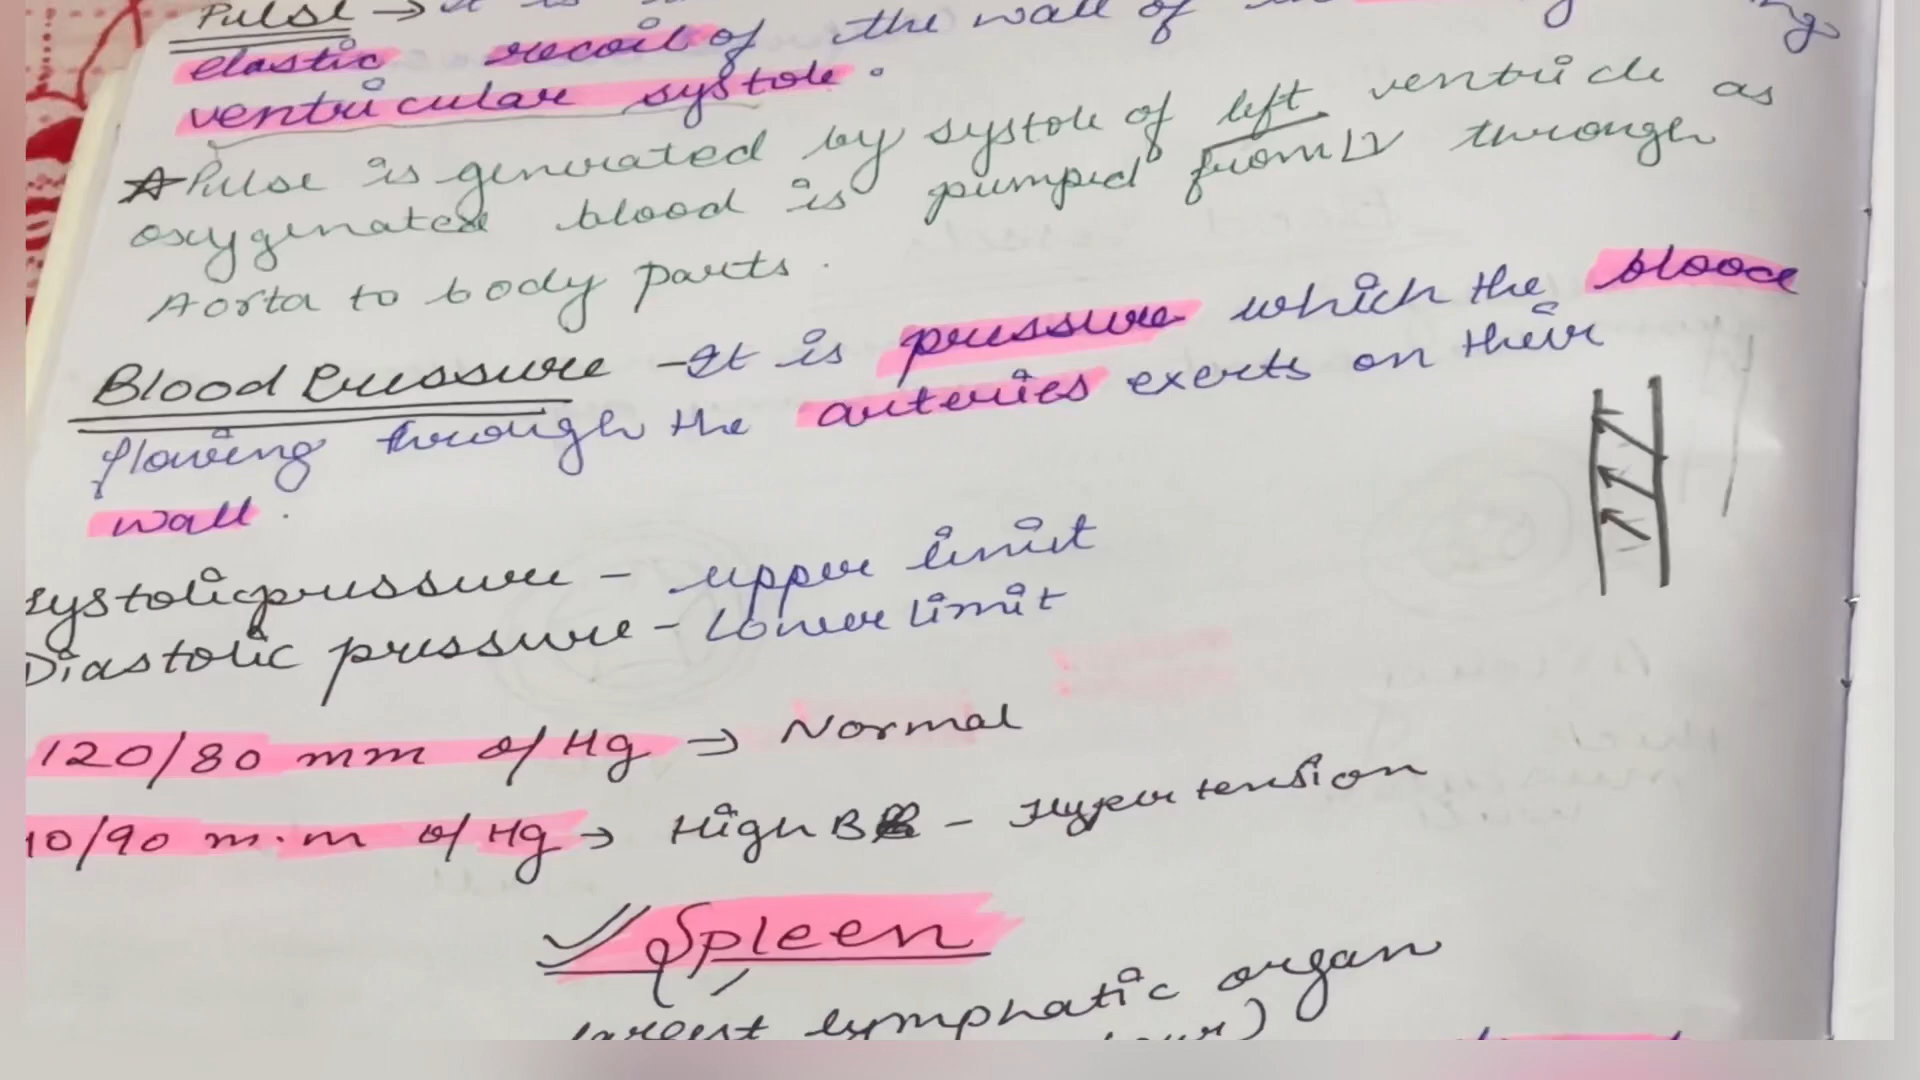 Pulse → It is
elastic recoil of the wall of
ventricular systole.
Pulse is generated by systole of left ventricle as
oxygenated blood is pumped from LV through
Aorta to body parts.
Blood Pressure - It is pressure which the blood
flowing through the arteries exerts on their
wall.
systolic pressure - upper limit
Diastolic pressure - Lower limit
120/80 mm of Hg → Normal
10/90 m.m of Hg → High B - Hypertension
Spleen
largest lymphatic organ